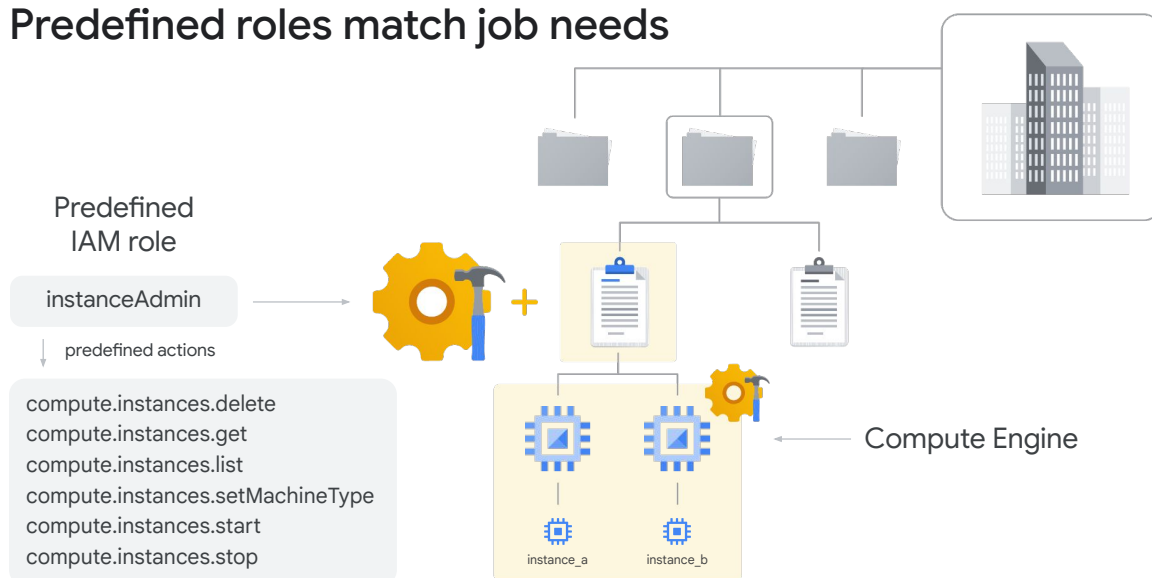 Predefined roles match job needs
Predefined
IAM role
instanceAdmin
predefined actions
compute.instances.delete
compute.instances.get
compute.instances.list
compute.instances.setMachineType
compute.instances.start
compute.instances.stop
Compute Engine
instance_a
instance_b